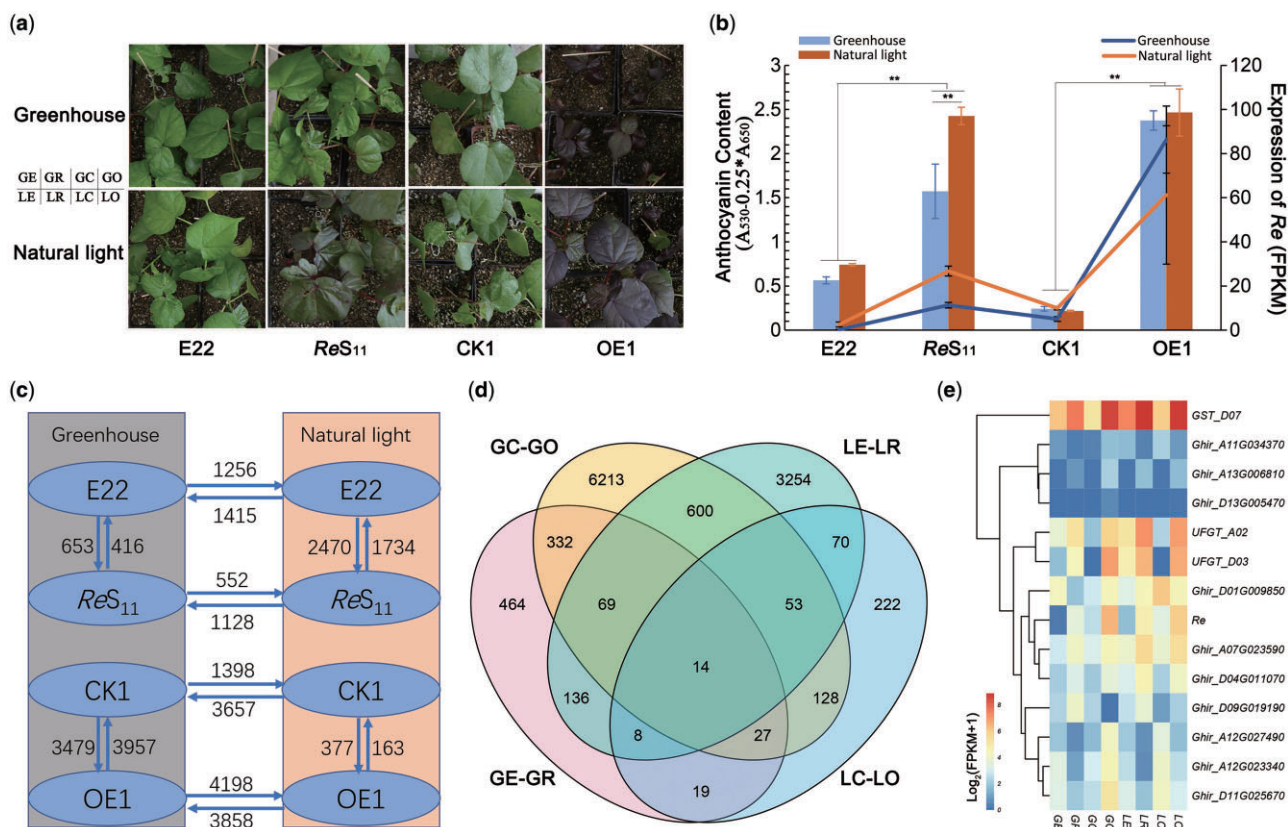 (a)
Greenhouse
GE GR GC GO
LE LR LC LO
Natural light
E22 ReS11 CK1 OE1
(b)
Greenhouse
Natural light
Greenhouse
Natural light
Anthocyanin Content
(A530-0.25*A650)
3
2.5
2
1.5
1
0.5
0
**
**
**
120
100
80
60
40
20
0
Expression of Re (FPKM)
E22 ReS11 CK1 OE1
(c)
Greenhouse Natural light
E22 1256 E22
1415
653 416 2470 1734
552
ReS11 ReS11
1128
1398
CK1 CK1
3657
3479 3957 377 163
4198
OE1 OE1
3858
(d)
GC-GO LE-LR
6213 3254
600
332 70
464 69 53 222
14
136 128
8 27
GE-GR LC-LO
19
(e)
GST_D07
Ghir_A11G034370
Ghir_A13G006810
Ghir_D13G005470
UFGT_A02
UFGT_D03
Ghir_D01G009850
Re
Ghir_A07G023590
Ghir_D04G011070
Ghir_D09G019190
Ghir_A12G027490
Ghir_A12G023340
Ghir_D11G025670
Log2(FPKM+1)
8
6
4
2
0